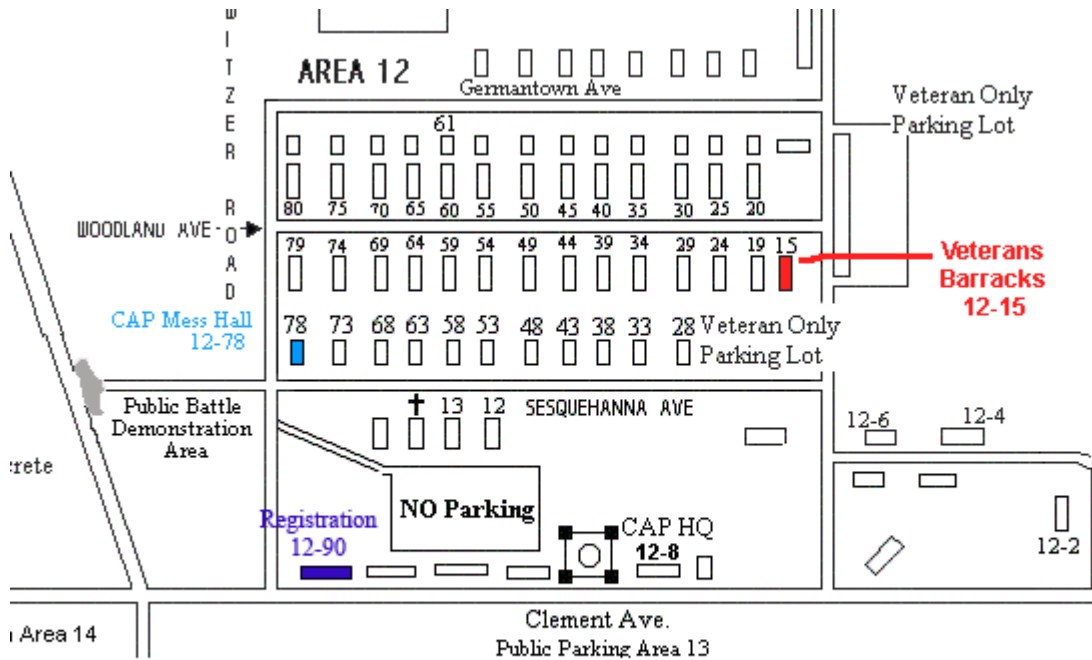 W
I
T
Z
E
R
R
O
A
D
AREA 12
Germantown Ave
Veteran Only
Parking Lot
61
80 75 70 65 60 55 50 45 40 35 30 25 20
WOODLAND AVE
79 74 69 64 59 54 49 44 39 34 29 24 19 15
Veterans
Barracks
12-15
CAP Mess Hall
12-78
78 73 68 63 58 53 48 43 38 33 28
Veteran Only
Parking Lot
Public Battle
Demonstration
Area
13 12 SESQUEHANNA AVE
12-6 12-4
crete
NO Parking
Registration
12-90
CAP HQ
12-8
12-2
Area 14
Clement Ave.
Public Parking Area 13